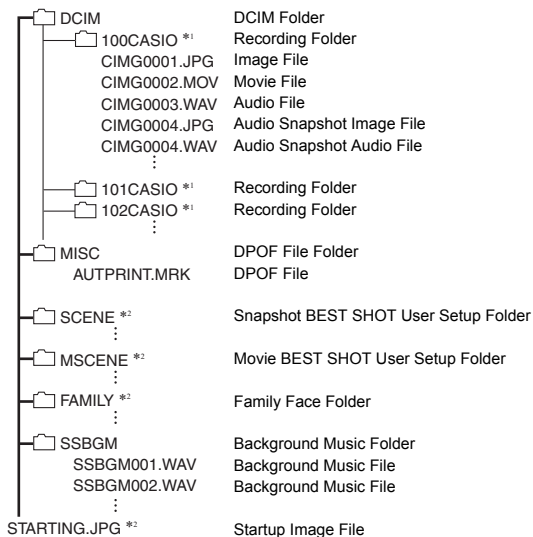 DCIM DCIM Folder
100CASIO *1 Recording Folder
CIMG0001.JPG Image File
CIMG0002.MOV Movie File
CIMG0003.WAV Audio File
CIMG0004.JPG Audio Snapshot Image File
CIMG0004.WAV Audio Snapshot Audio File
101CASIO *1 Recording Folder
102CASIO *1 Recording Folder
MISC DPOF File Folder
AUTPRINT.MRK DPOF File
SCENE *2 Snapshot BEST SHOT User Setup Folder
MSCENE *2 Movie BEST SHOT User Setup Folder
FAMILY *2 Family Face Folder
SSBGM Background Music Folder
SSBGM001.WAV Background Music File
SSBGM002.WAV Background Music File
STARTING.JPG *2 Startup Image File